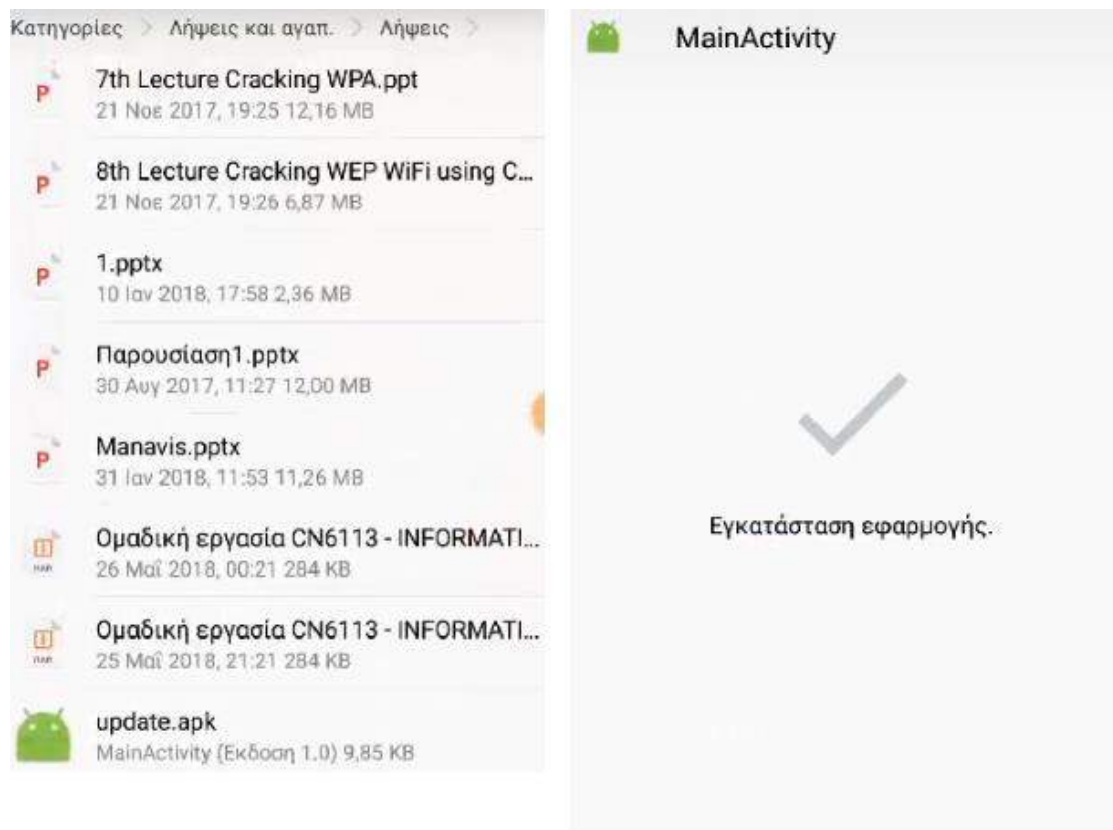 Κατηγορίες > Λήψεις και αγαπ. > Λήψεις >
7th Lecture Cracking WPA.ppt
21 Νοε 2017, 19:25 12,16 MB
8th Lecture Cracking WEP WiFi using C...
21 Νοε 2017, 19:26 6,87 MB
1.pptx
10 Ιαν 2018, 17:58 2,36 MB
Παρουσίαση1.pptx
30 Αυγ 2017, 11:27 12,00 MB
Manavis.pptx
31 Ιαν 2018, 11:53 11,26 MB
Ομαδική εργασία CN6113 - INFORMATI...
26 Μαΐ 2018, 00:21 284 KB
Ομαδική εργασία CN6113 - INFORMATI...
25 Μαΐ 2018, 21:21 284 KB
update.apk
MainActivity (Εκδοση 1.0) 9,85 KB
MainActivity
Εγκατάσταση εφαρμογής.